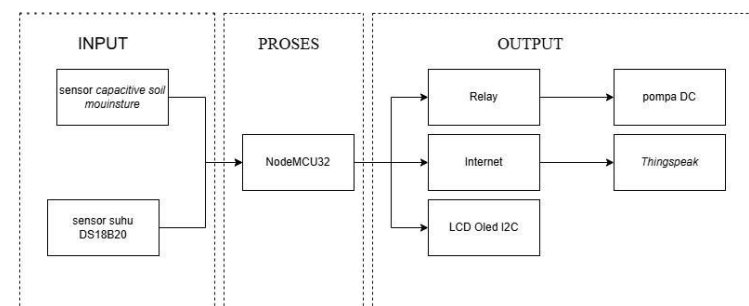 INPUT
PROSES
OUTPUT
sensor capacitive soil
mouinsture
Relay
pompa DC
NodeMCU32
Internet
Thingspeak
sensor suhu
DS18B20
LCD Oled I2C